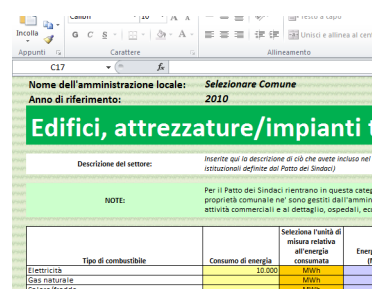 Calibri 10 A A Testo a capo
Incolla G C S A Unisci e allinea al cent
Appunti Carattere Allineamento
C17 fx
Nome dell'amministrazione locale: Selezionare Comune
Anno di riferimento: 2010
Edifici, attrezzature/impianti t
Descrizione del settore: Inserite qui la descrizione di ciò che avete incluso nel
istituzionali definite dal Patto dei Sindaci)
NOTE: Per il Patto dei Sindaci rientrano in questa categ
proprietà comunale ne' sono gestiti dall'ammin
attività commerciali e al dettaglio, ospedali, ecc
Tipo di combustibile Consumo di energia Seleziona l'unità di
misura relativa
all'energia
consumata Energ
Elettricità 10.000 MWh
Gas naturale MWh
MWh